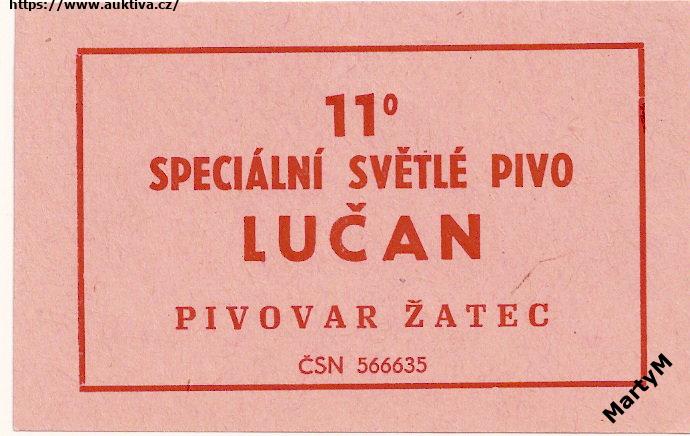 https://www.auktiva.cz/
11°
SPECIÁLNÍ SVĚTLÉ PIVO
LUČAN
PIVOVAR ŽATEC
ČSN 566635
MartyM